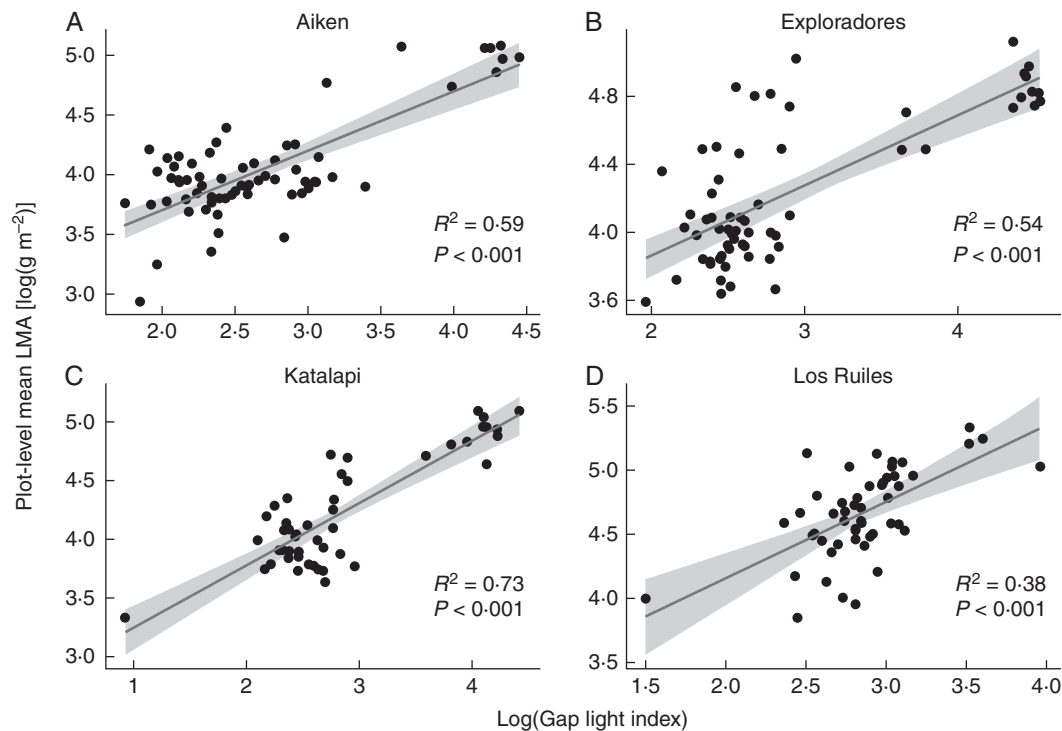 A Aiken
5·0
4·5
4·0
3·5
3·0
R² = 0·59
P < 0·001
2·0 2·5 3·0 3·5 4·0 4·5
B Exploradores
4·8
4·4
4·0
3·6
R² = 0·54
P < 0·001
2 3 4
Plot-level mean LMA [log(g m⁻²)]
C Katalapi
5·0
4·5
4·0
3·5
3·0
R² = 0·73
P < 0·001
1 2 3 4
D Los Ruiles
5·5
5·0
4·5
4·0
3·5
R² = 0·38
P < 0·001
1·5 2·0 2·5 3·0 3·5 4·0
Log(Gap light index)